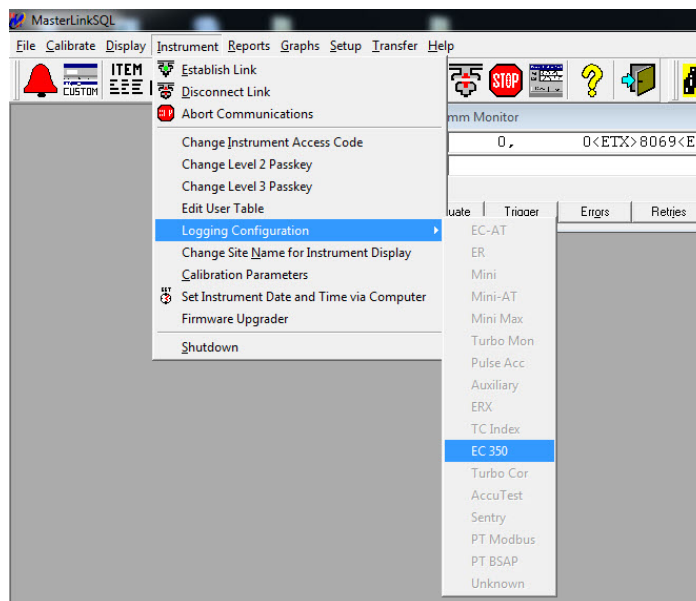 MasterLinkSQL
File Calibrate Display Instrument Reports Graphs Setup Transfer Help
CUSTOM ITEM STOP
Establish Link
Disconnect Link
Abort Communications
Change Instrument Access Code
Change Level 2 Passkey
Change Level 3 Passkey
Edit User Table
Logging Configuration
Change Site Name for Instrument Display
Calibration Parameters
Set Instrument Date and Time via Computer
Firmware Upgrader
Shutdown
mm Monitor
0, 0<ETX>8069<E
uate Trigger Errors Retries
EC-AT
ER
Mini
Mini-AT
Mini Max
Turbo Mon
Pulse Acc
Auxiliary
ERX
TC Index
EC 350
Turbo Cor
AccuTest
Sentry
PT Modbus
PT BSAP
Unknown